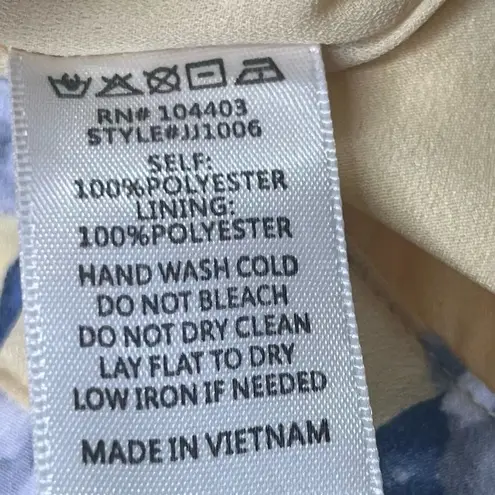 RN# 104403
STYLE#JJ1006
SELF:
100%POLYESTER
LINING:
100%POLYESTER
HAND WASH COLD
DO NOT BLEACH
DO NOT DRY CLEAN
LAY FLAT TO DRY
LOW IRON IF NEEDED
MADE IN VIETNAM